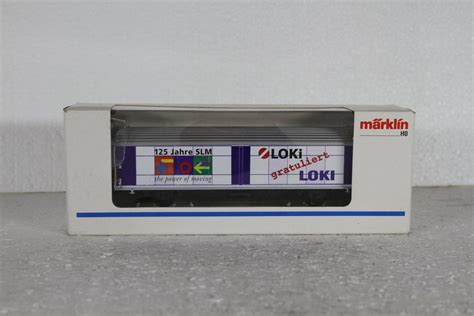 märklin
H0
125 Jahre SLM
the power of moving
LOKi
gratuliert
LOKI